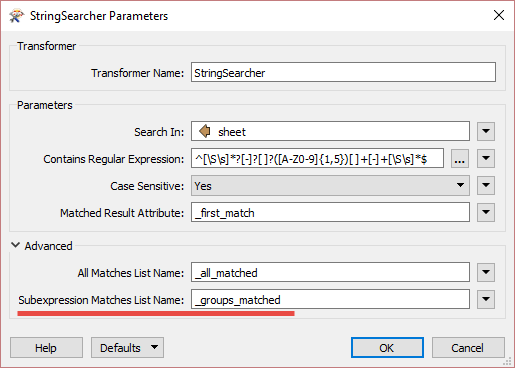 StringSearcher Parameters
Transformer
Transformer Name: StringSearcher
Parameters
Search In: sheet
Contains Regular Expression: ^[\S\s]*?[-]?[ ]?([A-Z0-9]{1,5})[ ]+[-]+[\S\s]*$ ...
Case Sensitive: Yes
Matched Result Attribute: _first_match
Advanced
All Matches List Name: _all_matched
Subexpression Matches List Name: _groups_matched
Help Defaults OK Cancel